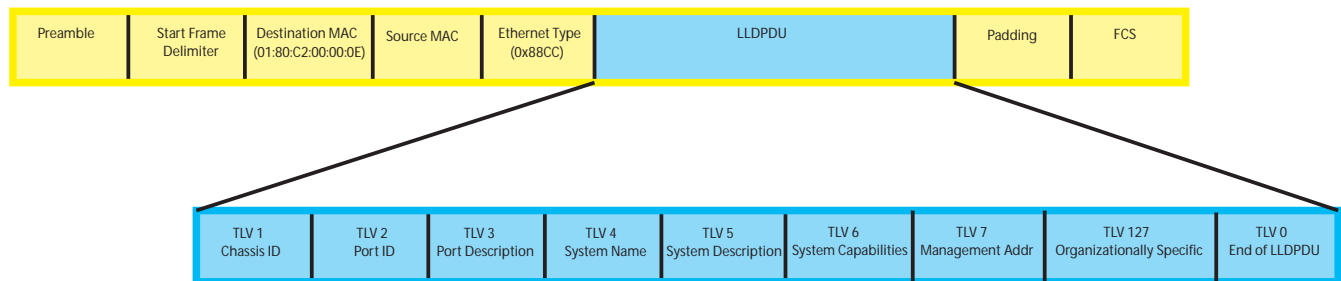 Preamble
Start Frame
Delimiter
Destination MAC
(01:80:C2:00:00:0E)
Source MAC
Ethernet Type
(0x88CC)
LLDPDU
Padding
FCS
TLV 1
Chassis ID
TLV 2
Port ID
TLV 3
Port Description
TLV 4
System Name
TLV 5
System Description
TLV 6
System Capabilities
TLV 7
Management Addr
TLV 127
Organizationally Specific
TLV 0
End of LLDPDU